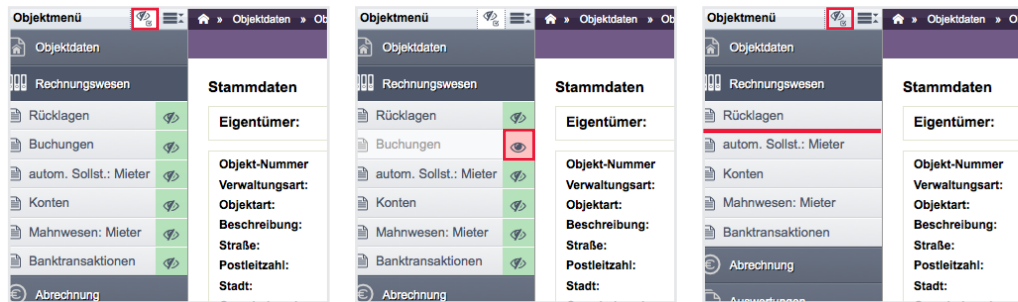 Objektmenü
» Objektdaten » Ob
Objektdaten
Rechnungswesen
Stammdaten
Rücklagen
Eigentümer:
Buchungen
autom. Sollst.: Mieter
Objekt-Nummer
Verwaltungsart:
Konten
Objektart:
Beschreibung:
Mahnwesen: Mieter
Straße:
Banktransaktionen
Postleitzahl:
Stadt:
Abrechnung
Objektmenü
» Objektdaten » Ob
Objektdaten
Rechnungswesen
Stammdaten
Rücklagen
Eigentümer:
Buchungen
autom. Sollst.: Mieter
Objekt-Nummer
Verwaltungsart:
Konten
Objektart:
Beschreibung:
Mahnwesen: Mieter
Straße:
Banktransaktionen
Postleitzahl:
Stadt:
Abrechnung
Objektmenü
» Objektdaten » O
Objektdaten
Rechnungswesen
Stammdaten
Rücklagen
Eigentümer:
autom. Sollst.: Mieter
Objekt-Nummer
Konten
Verwaltungsart:
Objektart:
Mahnwesen: Mieter
Beschreibung:
Banktransaktionen
Straße:
Abrechnung
Postleitzahl:
Stadt:
Auswertungen